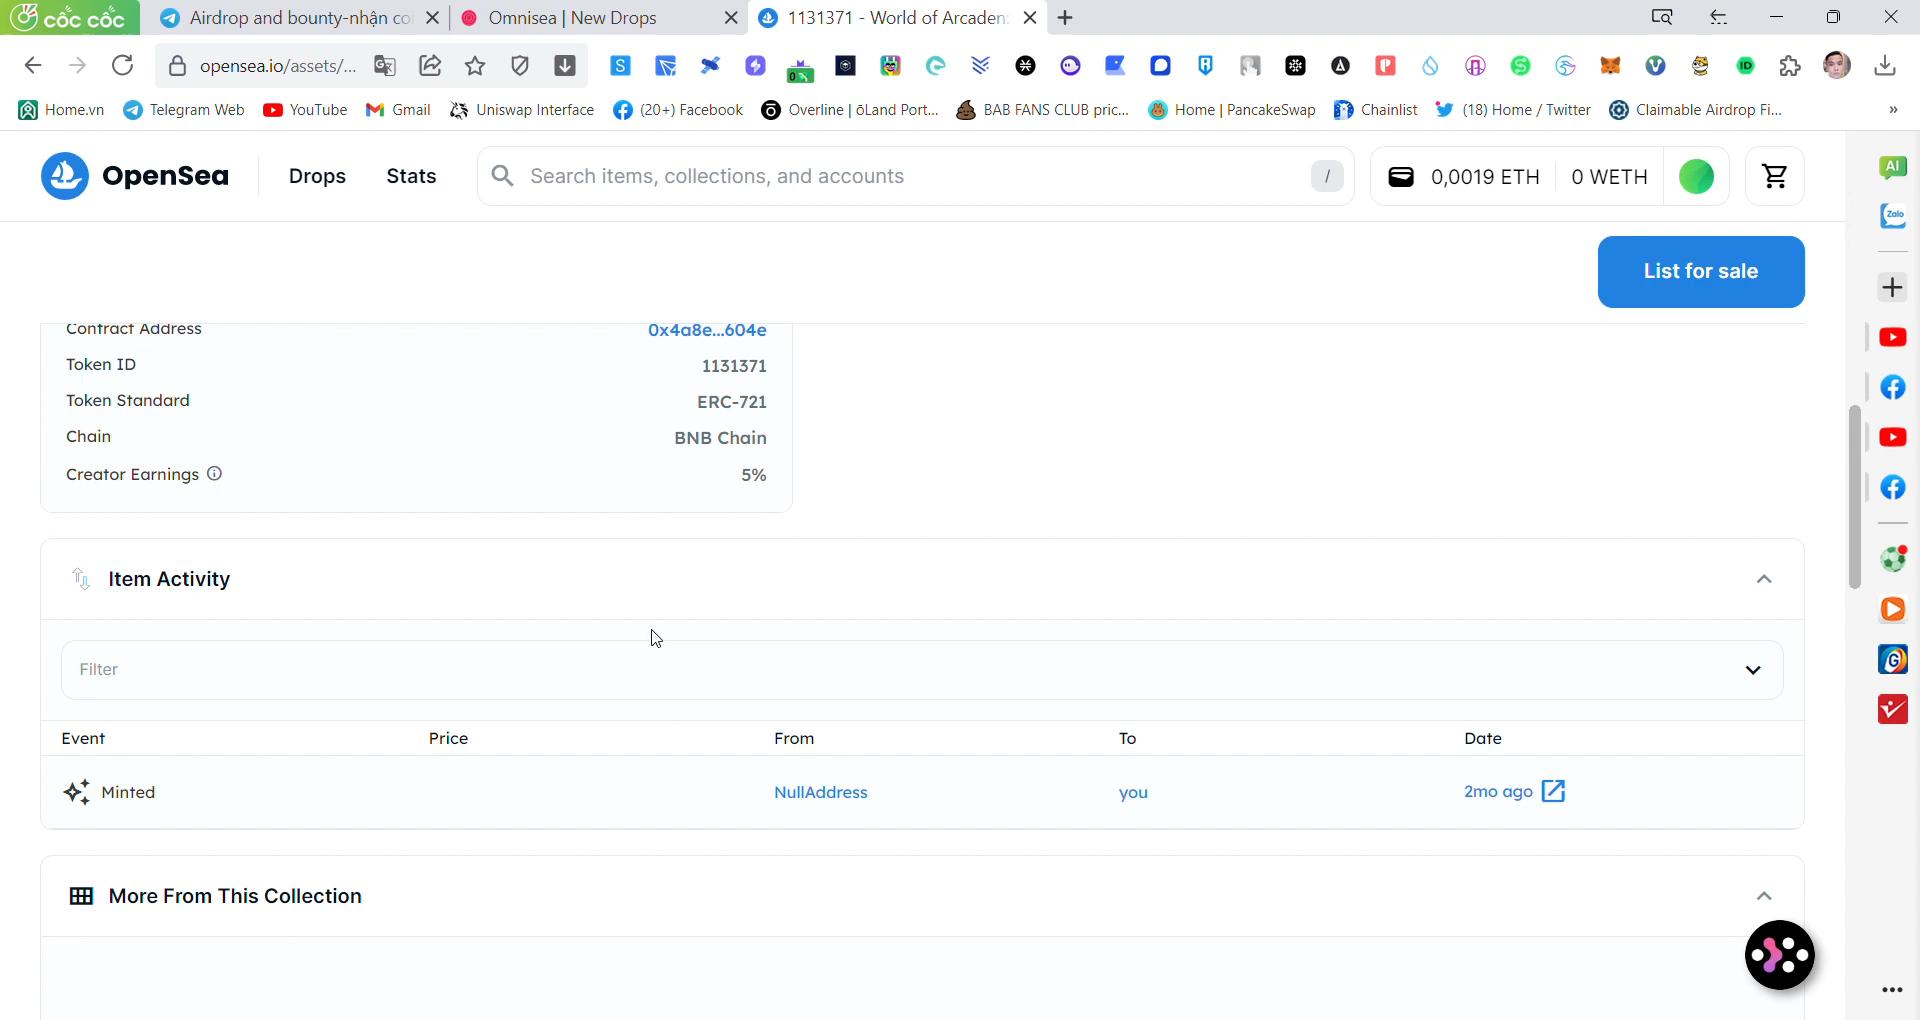 cốc cốc
Airdrop and bounty-nhận co
Omnisea | New Drops
1131371 - World of Arcaden
opensea.io/assets/...
Home.vn
Telegram Web
YouTube
Gmail
Uniswap Interface
(20+) Facebook
Overline | ōLand Port...
BAB FANS CLUB pric...
Home | PancakeSwap
Chainlist
(18) Home / Twitter
Claimable Airdrop Fi...
»
OpenSea
Drops
Stats
Search items, collections, and accounts
/
0,0019 ETH
0 WETH
AI
Zalo
List for sale
Contract Address
0x4a8e...604e
Token ID
1131371
Token Standard
ERC-721
Chain
BNB Chain
Creator Earnings
5%
Item Activity
Filter
Event
Price
From
To
Date
Minted
NullAddress
you
2mo ago
More From This Collection